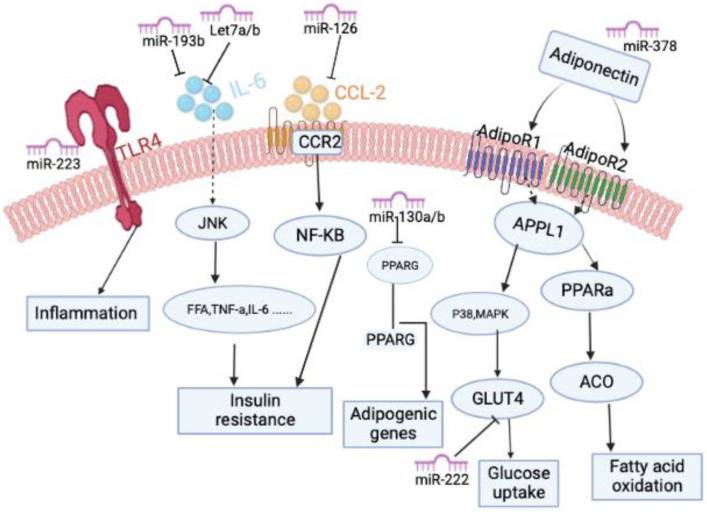 miR-193b
Let7a/b
miR-126
miR-378
IL-6
CCL-2
Adiponectin
TLR4
miR-223
CCR2
AdipoR1
AdipoR2
JNK
NF-KB
miR-130a/b
APPL1
PPARG
PPARa
Inflammation
FFA,TNF-a,IL-6 ......
P38,MAPK
PPARG
ACO
Insulin
resistance
Adipogenic
genes
GLUT4
miR-222
Glucose
uptake
Fatty acid
oxidation